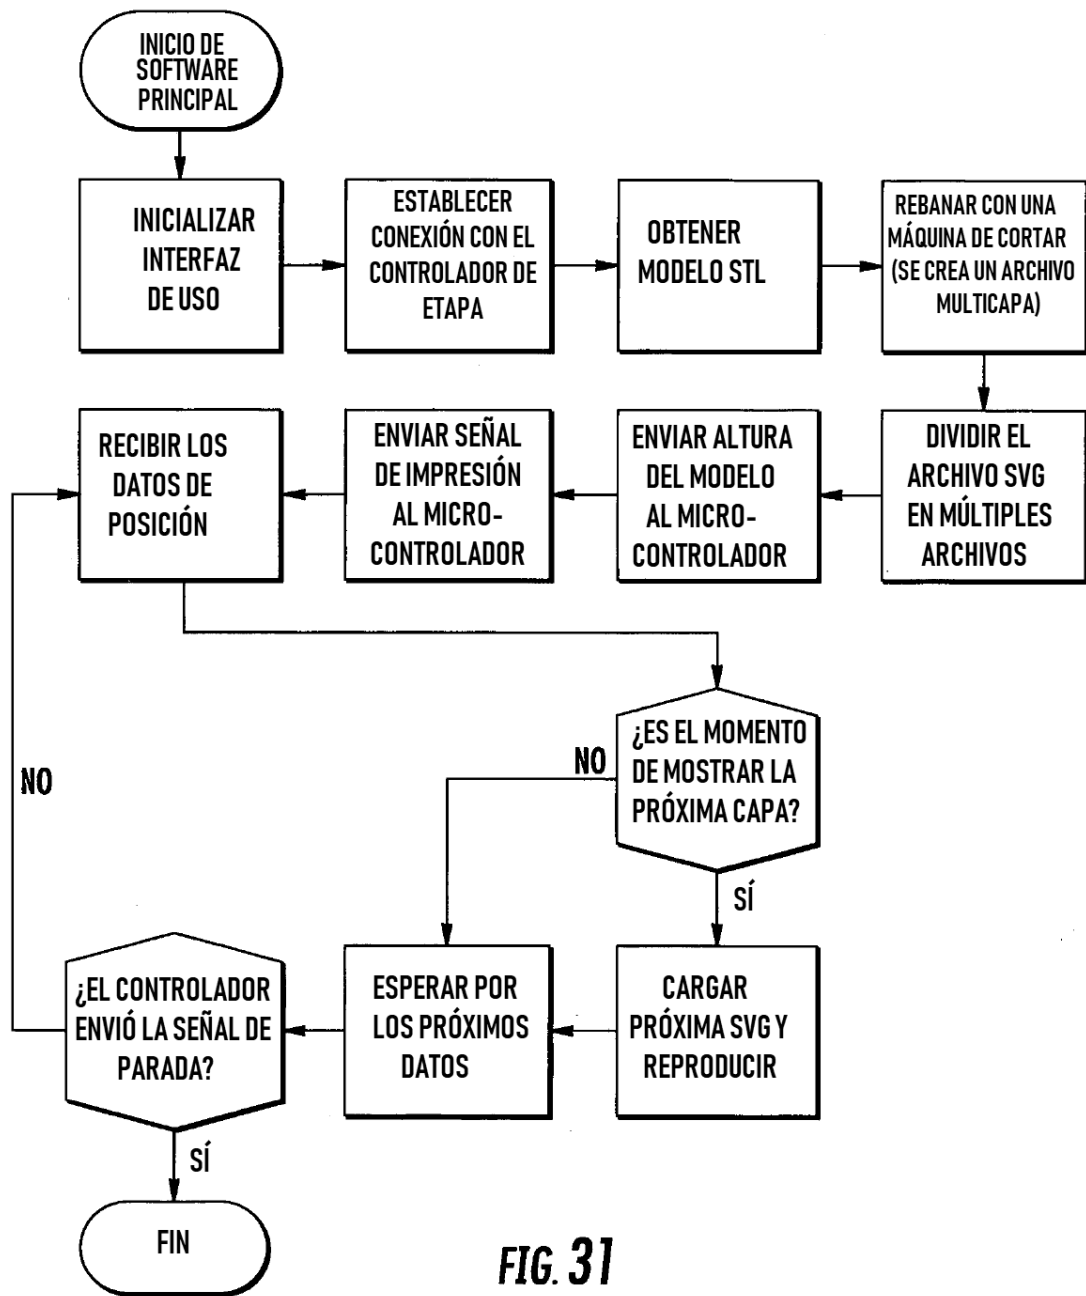 INICIO DE
SOFTWARE
PRINCIPAL
INICIALIZAR
INTERFAZ
DE USO
ESTABLECER
CONEXIÓN CON EL
CONTROLADOR DE
ETAPA
OBTENER
MODELO STL
REBANAR CON UNA
MÁQUINA DE CORTAR
(SE CREA UN ARCHIVO
MULTICAPA)
DIVIDIR EL
ARCHIVO SVG
EN MÚLTIPLES
ARCHIVOS
ENVIAR ALTURA
DEL MODELO
AL MICRO-
CONTROLADOR
ENVIAR SEÑAL
DE IMPRESIÓN
AL MICRO-
CONTROLADOR
RECIBIR LOS
DATOS DE
POSICIÓN
¿ES EL MOMENTO
DE MOSTRAR LA
PRÓXIMA CAPA?
NO
SÍ
CARGAR
PRÓXIMA SVG Y
REPRODUCIR
ESPERAR POR
LOS PRÓXIMOS
DATOS
¿EL CONTROLADOR
ENVIÓ LA SEÑAL DE
PARADA?
NO
SÍ
FIN
FIG. 31